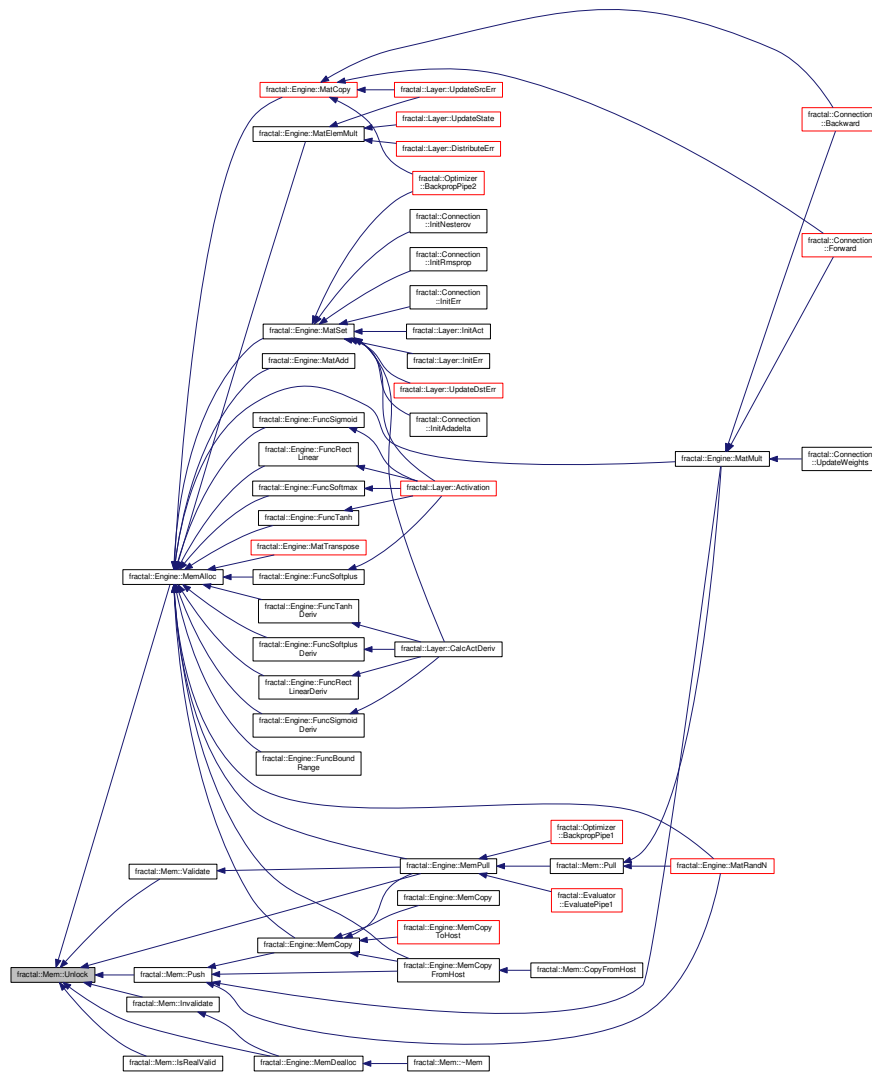 fractal::Engine::MatCopy
fractal::Layer::UpdateSrcErr
fractal::Connection
::Backward
fractal::Layer::UpdateState
fractal::Engine::MatElemMult
fractal::Layer::DistributeErr
fractal::Optimizer
::BackpropPipe2
fractal::Connection
::InitNesterov
fractal::Connection
::Forward
fractal::Connection
::InitRmsprop
fractal::Connection
::InitErr
fractal::Engine::MatSet
fractal::Layer::InitAct
fractal::Engine::MatAdd
fractal::Layer::InitErr
fractal::Layer::UpdateDstErr
fractal::Engine::FuncSigmoid
fractal::Connection
::InitAdadelta
fractal::Engine::FuncRect
Linear
fractal::Engine::MatMult
fractal::Connection
::UpdateWeights
fractal::Engine::FuncSoftmax
fractal::Layer::Activation
fractal::Engine::FuncTanh
fractal::Engine::MatTranspose
fractal::Engine::MemAlloc
fractal::Engine::FuncSoftplus
fractal::Engine::FuncTanh
Deriv
fractal::Engine::FuncSoftplus
Deriv
fractal::Layer::CalcActDeriv
fractal::Engine::FuncRect
LinearDeriv
fractal::Engine::FuncSigmoid
Deriv
fractal::Engine::FuncBound
Range
fractal::Optimizer
::BackpropPipe1
fractal::Mem::Validate
fractal::Engine::MemPull
fractal::Mem::Pull
fractal::Engine::MatRandN
fractal::Engine::MemCopy
fractal::Evaluator
::EvaluatePipe1
fractal::Engine::MemCopy
ToHost
fractal::Engine::MemCopy
fractal::Mem::Unlock
fractal::Mem::Push
fractal::Engine::MemCopy
FromHost
fractal::Mem::CopyFromHost
fractal::Mem::Invalidate
fractal::Mem::IsRealValid
fractal::Engine::MemDealloc
fractal::Mem::~Mem